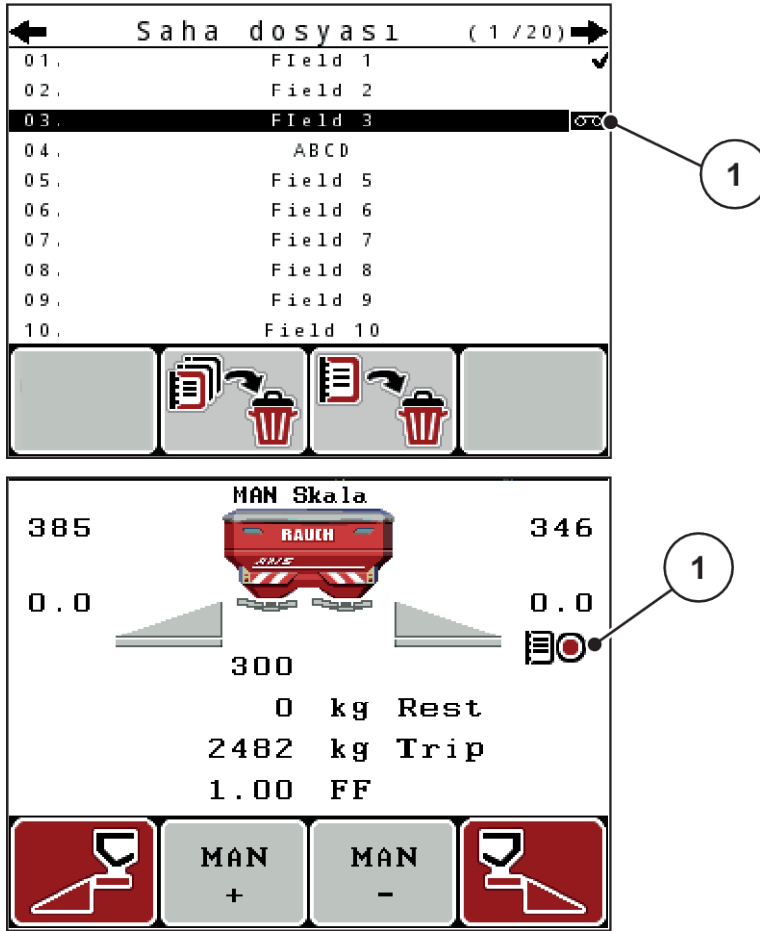 Saha dosyası (1/20)
01. FIeld 1
02. Field 2
03. FIeld 3
04. ABCD
05. Field 5
06. Field 6
07. Field 7
08. Field 8
09. Field 9
10. Field 10
1
MAN Skala
385 346
RAUCH
AXIS
0.0 0.0
1
300
0 kg Rest
2482 kg Trip
1.00 FF
MAN MAN
+ -